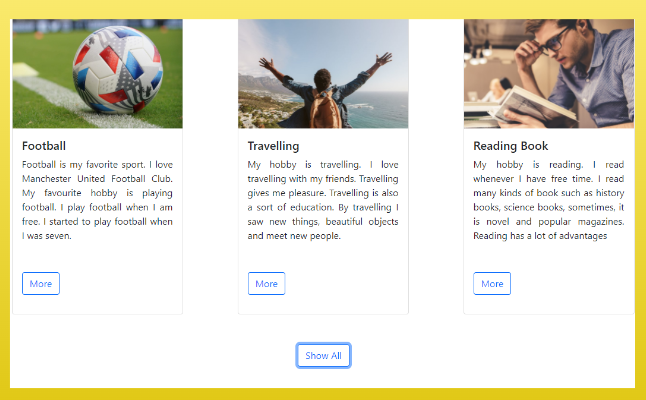 Football
Football is my favorite sport. I love
Manchester United Football Club.
My favourite hobby is playing
football. I play football when I am
free. I started to play football when
I was seven.
More
Travelling
My hobby is travelling. I love
travelling with my friends. Travelling
gives me pleasure. Travelling is also
a sort of education. By travelling I
saw new things, beautiful objects
and meet new people.
More
Reading Book
My hobby is reading. I read
whenever I have free time. I read
many kinds of book such as history
books, science books, sometimes, it
is novel and popular magazines.
Reading has a lot of advantages
More
Show All